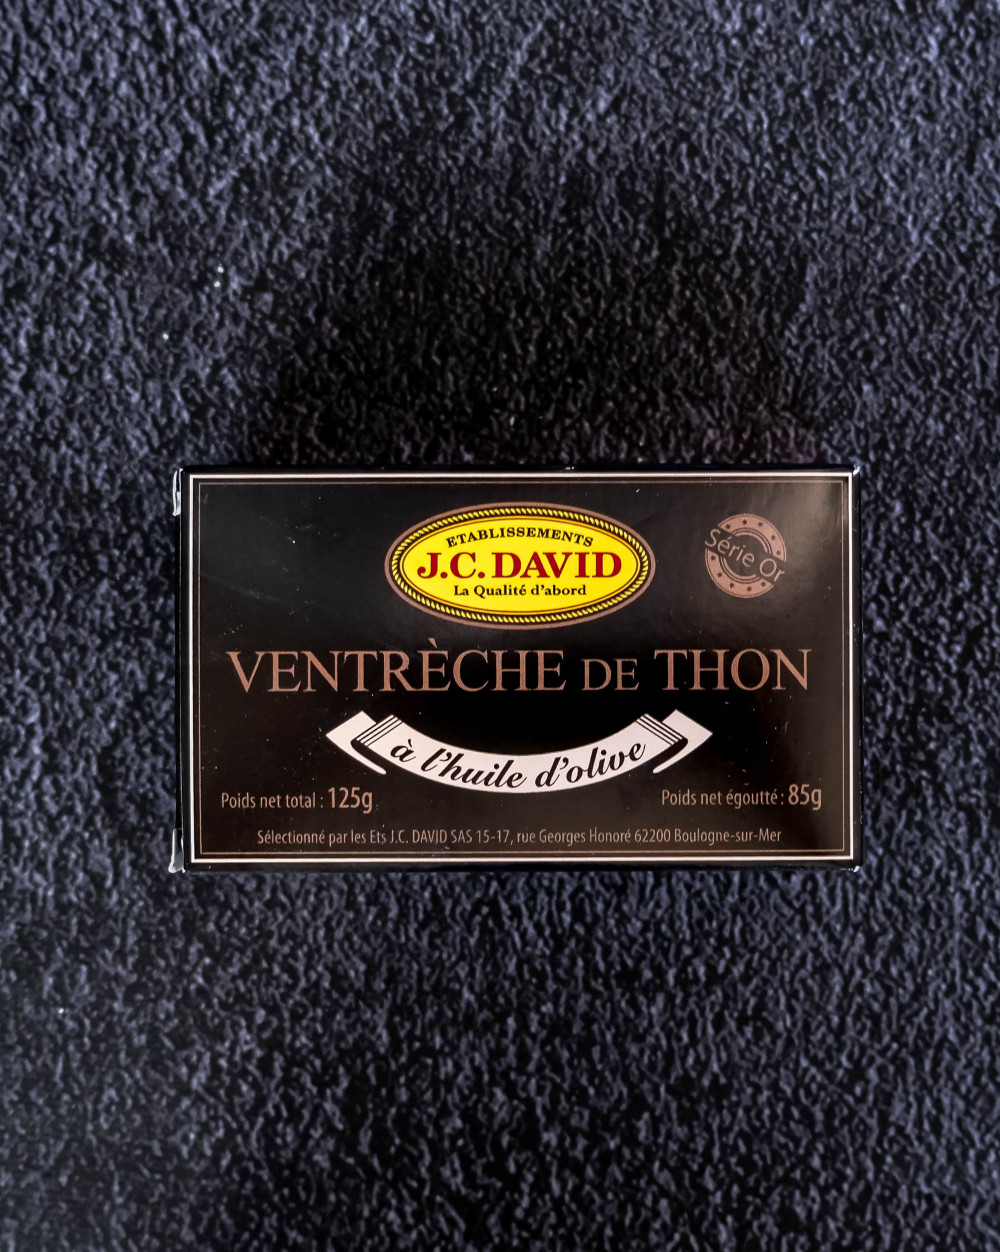 ETABLISSEMENTS
J.C. DAVID
La Qualité d'abord
Série Or
VENTRÈCHE DE THON
à l'huile d'olive
Poids net total : 125g
Poids net égoutté : 85g
Sélectionné par les Ets J.C. DAVID SAS 15-17, rue Georges Honoré 62200 Boulogne-sur-Mer